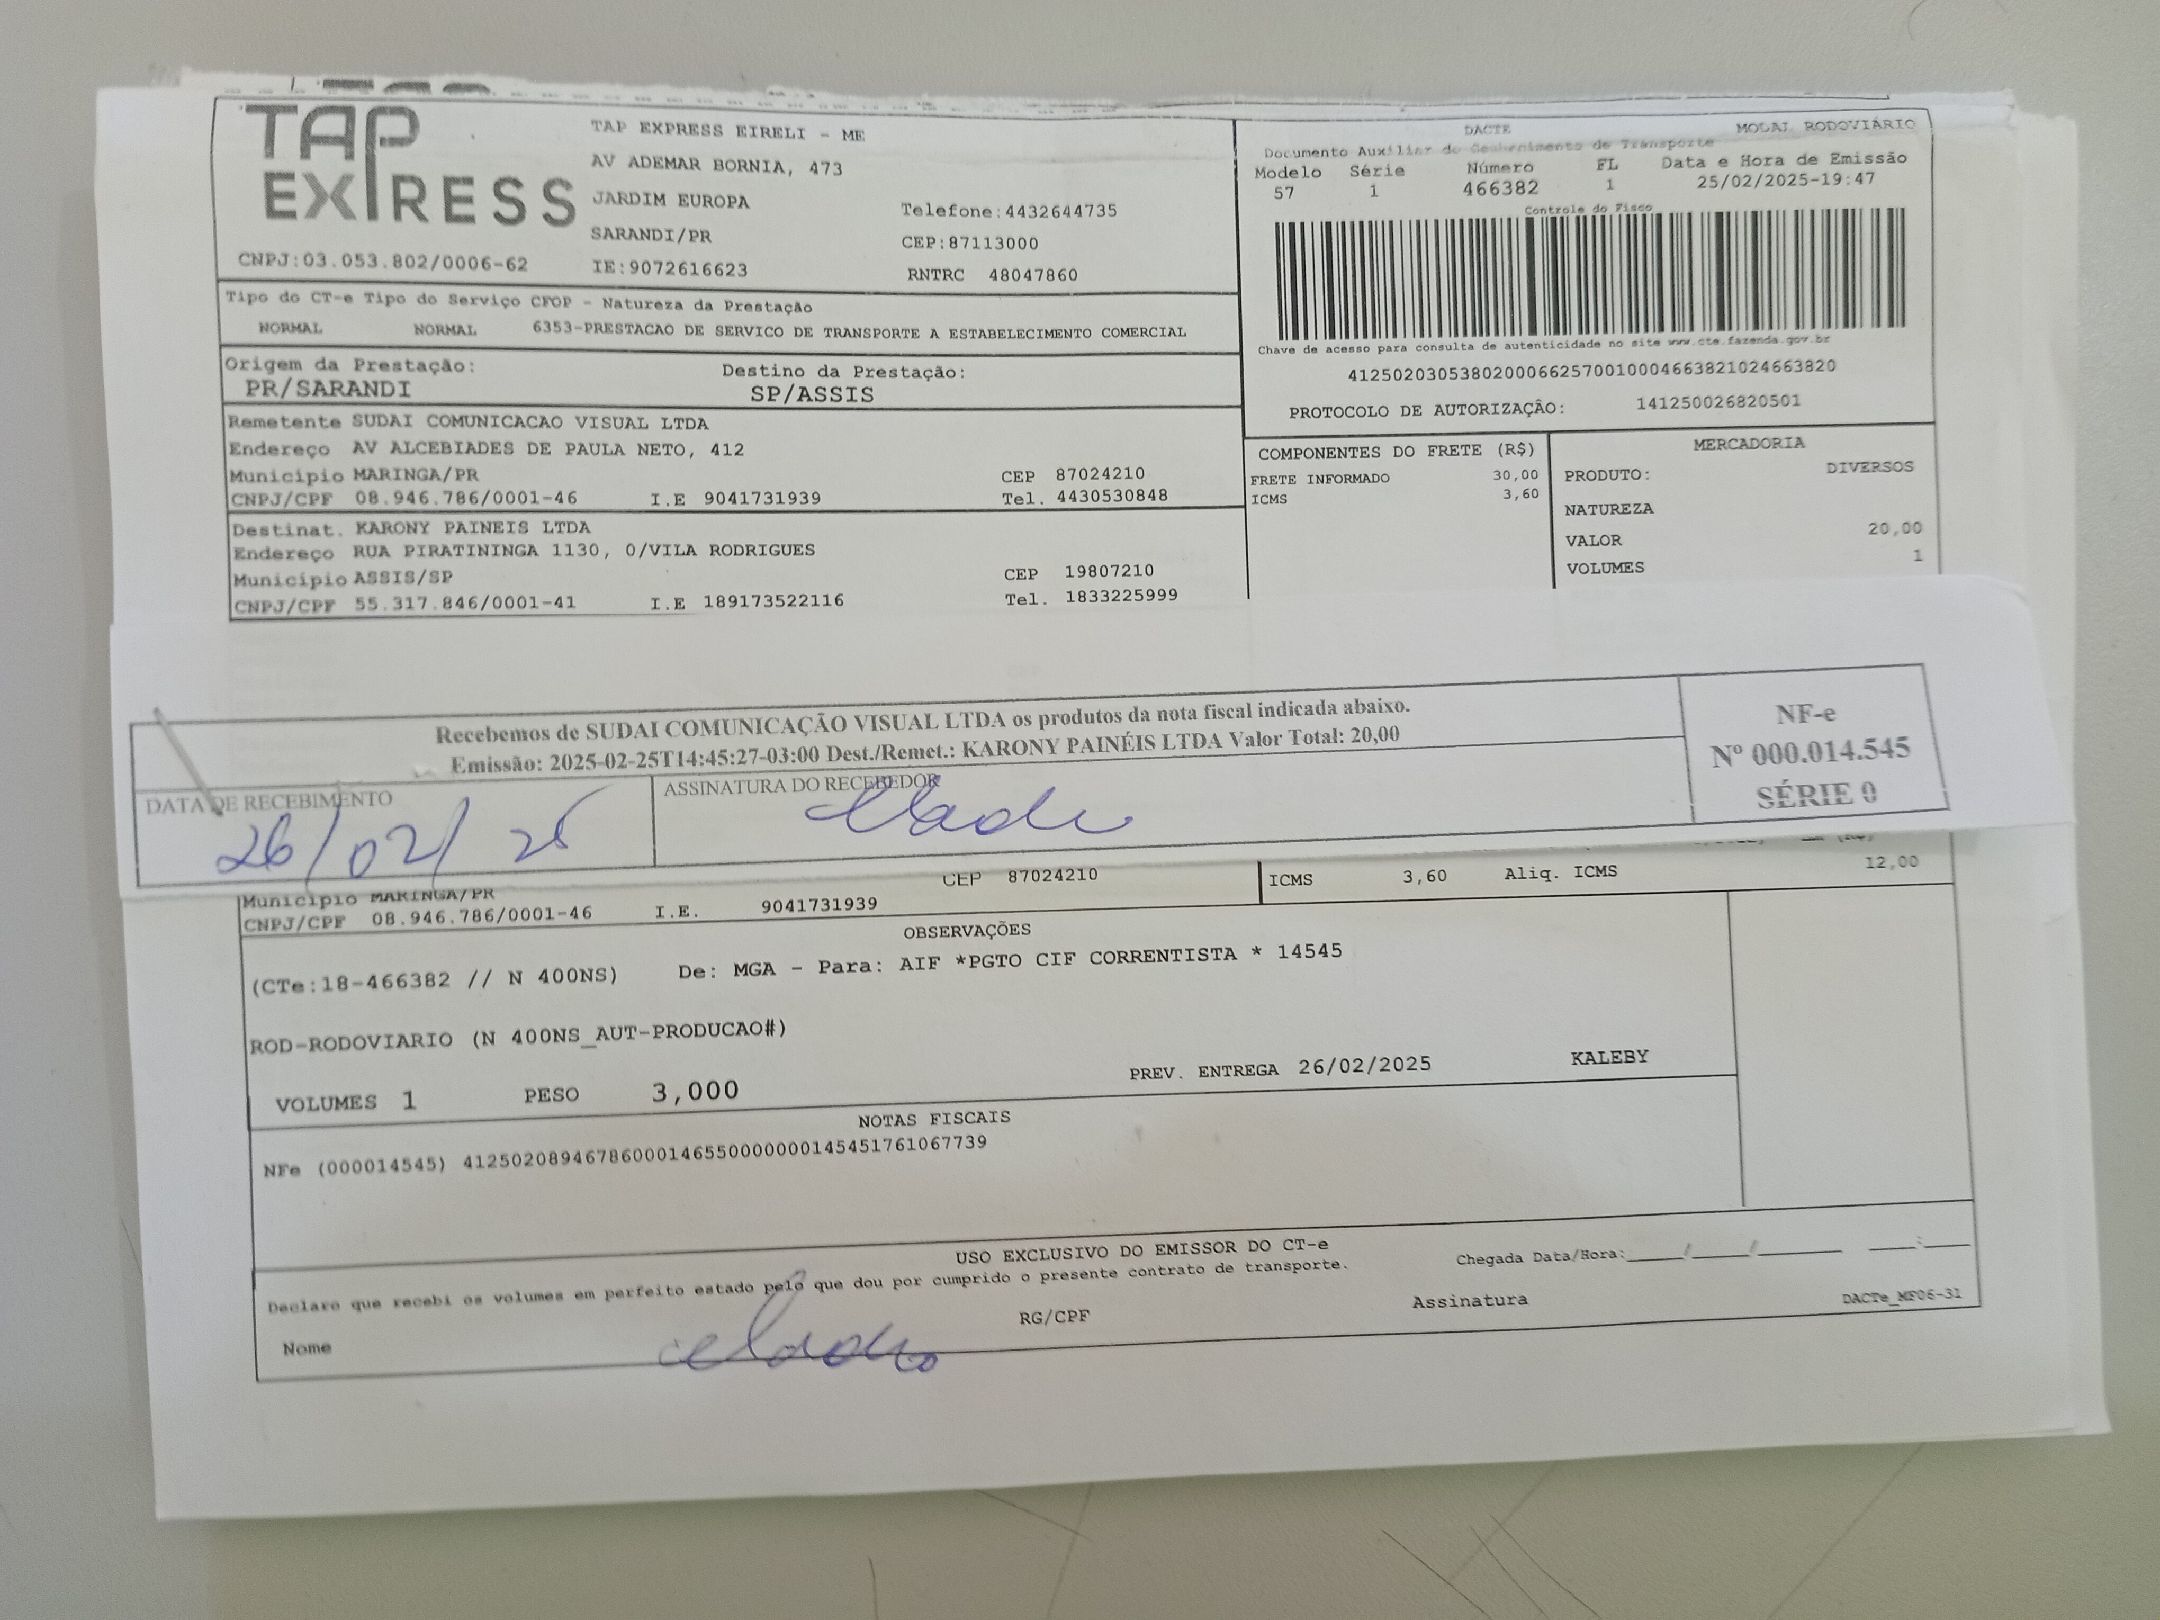 TAP
EXPRESS
CNPJ:03.053.802/0006-62
TAP EXPRESS EIRELI - ME
AV ADEMAR BORNIA, 473
JARDIM EUROPA
SARANDI/PR
IE:9072616623
Telefone:4432644735
CEP:87113000
RNTRC 48047860
DACTE MODAL RODOVIÁRIO
Documento Auxiliar do Conhecimento de Transporte
Modelo Série Número FL Data e Hora de Emissão
57 1 466382 1 25/02/2025-19:47
Controle do Fisco
Chave de acesso para consulta de autenticidade no site www.cte.fazenda.gov.br
41250203053802000662570010004663821024663820
PROTOCOLO DE AUTORIZAÇÃO: 141250026820501
Tipo do CT-e Tipo do Serviço CFOP - Natureza da Prestação
NORMAL NORMAL 6353-PRESTACAO DE SERVICO DE TRANSPORTE A ESTABELECIMENTO COMERCIAL
Origem da Prestação: Destino da Prestação:
PR/SARANDI SP/ASSIS
Remetente SUDAI COMUNICACAO VISUAL LTDA
Endereço AV ALCEBIADES DE PAULA NETO, 412
Município MARINGA/PR CEP 87024210
CNPJ/CPF 08.946.786/0001-46 I.E 9041731939 Tel. 4430530848
Destinat. KARONY PAINEIS LTDA
Endereço RUA PIRATININGA 1130, 0/VILA RODRIGUES
Município ASSIS/SP CEP 19807210
CNPJ/CPF 55.317.846/0001-41 I.E 189173522116 Tel. 1833225999
COMPONENTES DO FRETE (R$)
FRETE INFORMADO 30,00
ICMS 3,60
MERCADORIA
PRODUTO: DIVERSOS
NATUREZA
VALOR 20,00
VOLUMES 1
Recebemos de SUDAI COMUNICAÇÃO VISUAL LTDA os produtos da nota fiscal indicada abaixo.
Emissão: 2025-02-25T14:45:27-03:00 Dest./Remet.: KARONY PAINÉIS LTDA Valor Total: 20,00
NF-e
Nº 000.014.545
SÉRIE 0
DATA DE RECEBIMENTO
26/02/25
ASSINATURA DO RECEBEDOR
Município MARINGA/PR CEP 87024210
CNPJ/CPF 08.946.786/0001-46 I.E. 9041731939
ICMS 3,60 Aliq. ICMS 12,00
OBSERVAÇÕES
(CTe:18-466382 // N 400NS) De: MGA - Para: AIF *PGTO CIF CORRENTISTA * 14545
ROD-RODOVIARIO (N 400NS_AUT-PRODUCAO#)
VOLUMES 1 PESO 3,000 PREV. ENTREGA 26/02/2025 KALEBY
NOTAS FISCAIS
NFe (000014545) 41250208946786000146550000000145451761067739
USO EXCLUSIVO DO EMISSOR DO CT-e
Declaro que recebi os volumes em perfeito estado pelo que dou por cumprido o presente contrato de transporte.
Chegada Data/Hora:_____/_____/_______ ____:____
Nome RG/CPF Assinatura DACTe_MF06-31